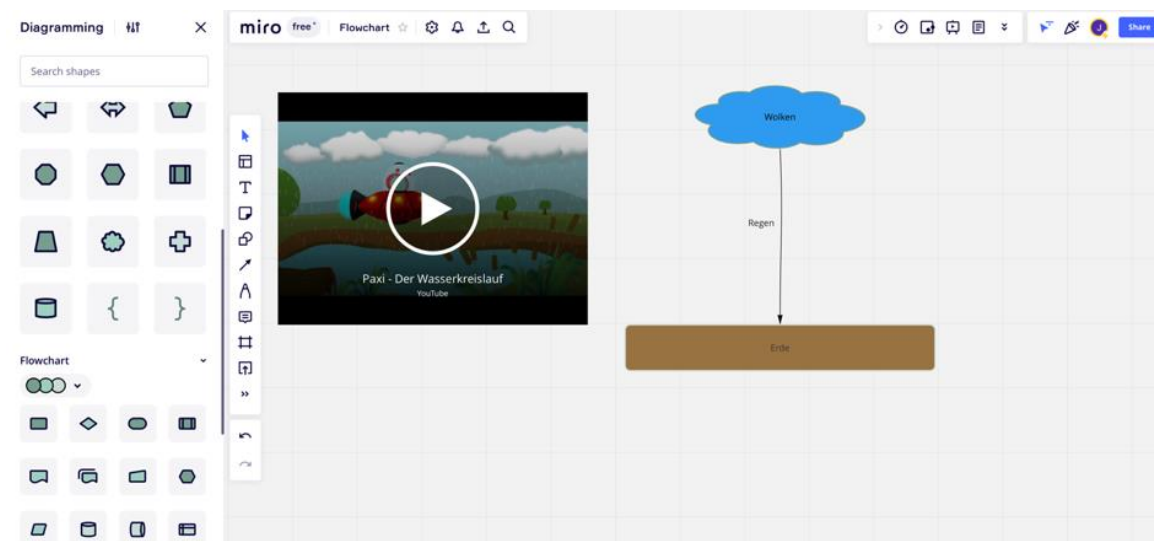 Diagramming
Search shapes
Flowchart
miro free Flowchart
Share
Paxi - Der Wasserkreislauf
YouTube
Wolken
Regen
Erde
J